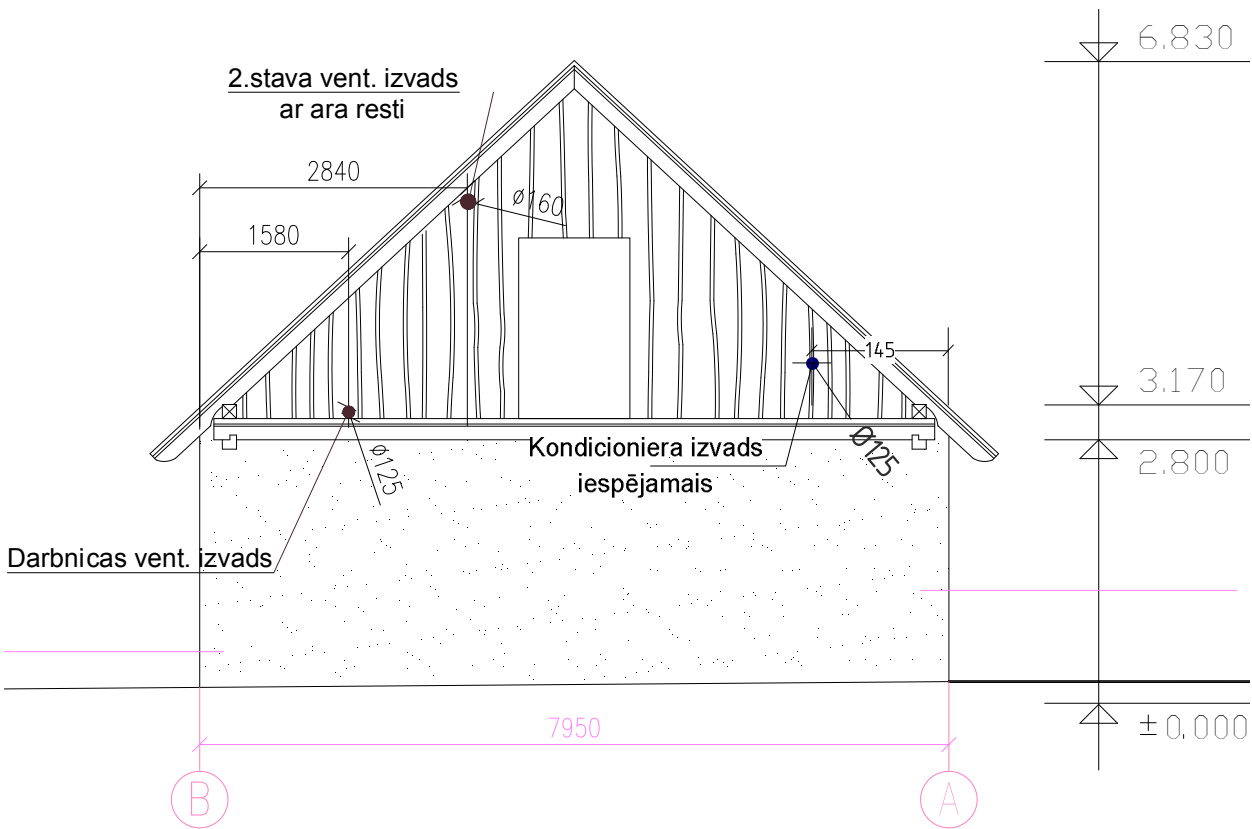 6.830
2.stava vent. izvads
ar ara resti
2840
ø160
1580
145
3.170
Kondicioniera izvads
iespējamais
Ø125
ø125
2.800
Darbnicas vent. izvads
±0,000
7950
B
A